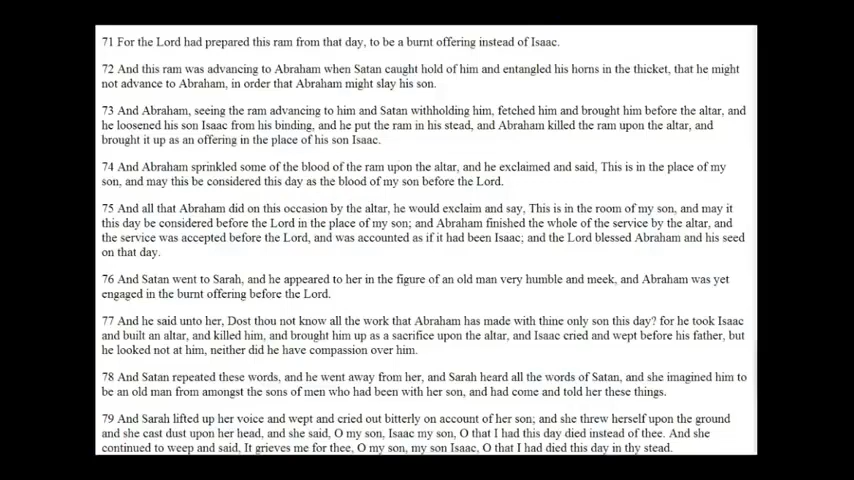 71 For the Lord had prepared this ram from that day, to be a burnt offering instead of Isaac.
72 And this ram was advancing to Abraham when Satan caught hold of him and entangled his horns in the thicket, that he might
not advance to Abraham, in order that Abraham might slay his son.
73 And Abraham, seeing the ram advancing to him and Satan withholding him, fetched him and brought him before the altar, and
he loosened his son Isaac from his binding, and he put the ram in his stead, and Abraham killed the ram upon the altar, and
brought it up as an offering in the place of his son Isaac.
74 And Abraham sprinkled some of the blood of the ram upon the altar, and he exclaimed and said, This is in the place of my
son, and may this be considered this day as the blood of my son before the Lord.
75 And all that Abraham did on this occasion by the altar, he would exclaim and say, This is in the room of my son, and may it
this day be considered before the Lord in the place of my son; and Abraham finished the whole of the service by the altar, and
the service was accepted before the Lord, and was accounted as if it had been Isaac; and the Lord blessed Abraham and his seed
on that day.
76 And Satan went to Sarah, and he appeared to her in the figure of an old man very humble and meek, and Abraham was yet
engaged in the burnt offering before the Lord.
77 And he said unto her, Dost thou not know all the work that Abraham has made with thine only son this day? for he took Isaac
and built an altar, and killed him, and brought him up as a sacrifice upon the altar, and Isaac cried and wept before his father, but
he looked not at him, neither did he have compassion over him.
78 And Satan repeated these words, and he went away from her, and Sarah heard all the words of Satan, and she imagined him to
be an old man from amongst the sons of men who had been with her son, and had come and told her these things.
79 And Sarah lifted up her voice and wept and cried out bitterly on account of her son; and she threw herself upon the ground
and she cast dust upon her head, and she said, O my son, Isaac my son, O that I had this day died instead of thee. And she
continued to weep and said, It grieves me for thee, O my son, my son Isaac, O that I had died this day in thy stead.